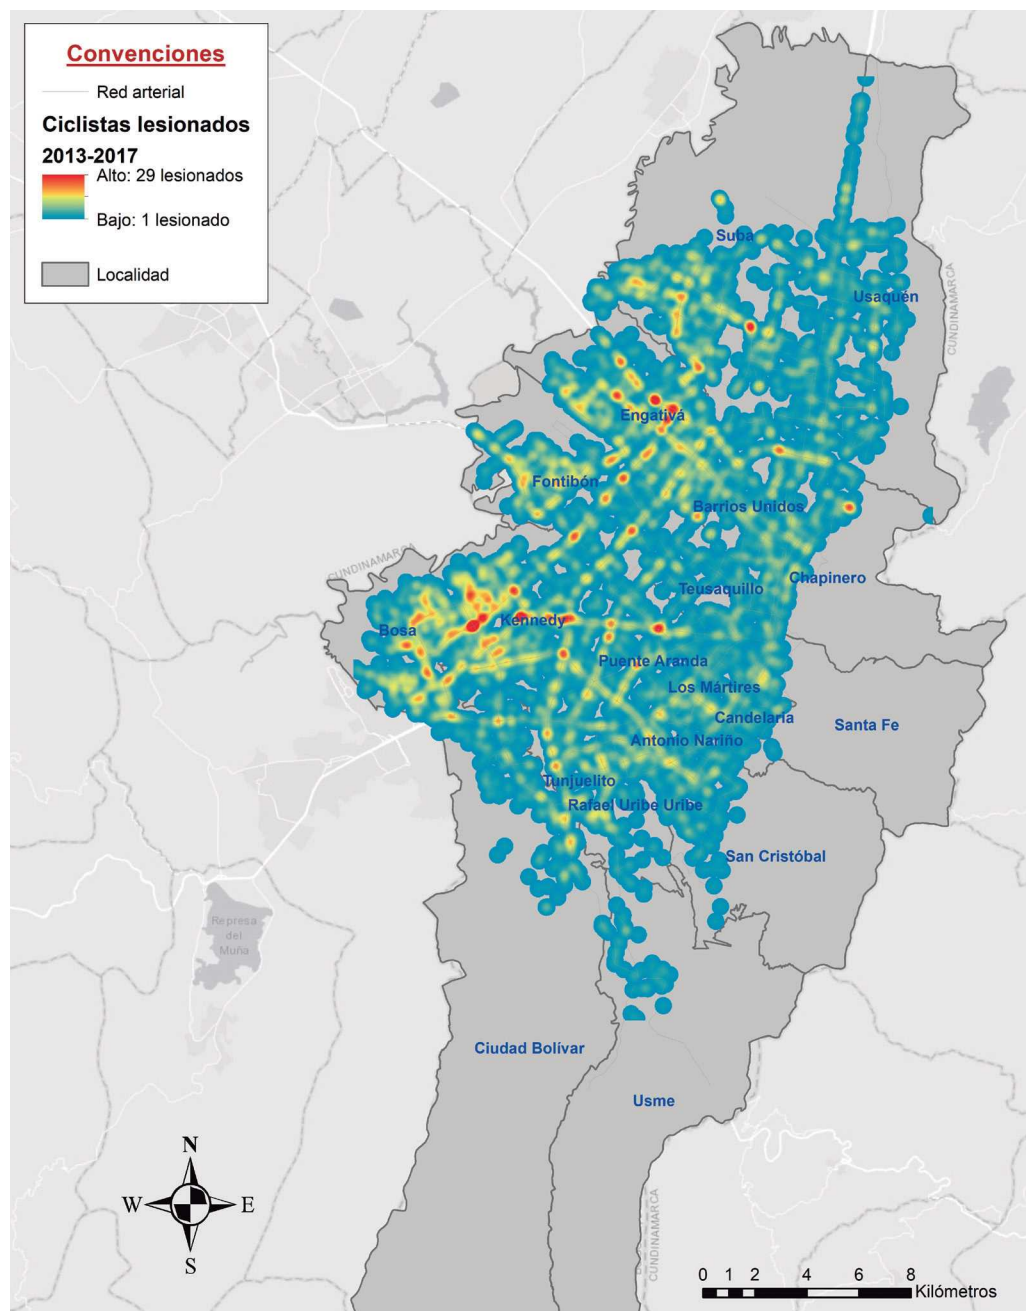 Convenciones
Red arterial
Ciclistas lesionados
2013-2017
Alto: 29 lesionados
Bajo: 1 lesionado
Localidad
Suba
Usaquén
CUNDINAMARCA
Engativá
Fontibón
Barrios Unidos
CUNDINAMARCA
Chapinero
Teusaquillo
Kennedy
Bosa
Puente Aranda
Los Mártires
Candelaria
Santa Fe
Antonio Nariño
Tunjuelito
Rafael Uribe Uribe
San Cristóbal
Represa
del
Muña
Ciudad Bolívar
Usme
N
W E
S
CUNDINAMARCA
0 1 2 4 6 8
Kilómetros